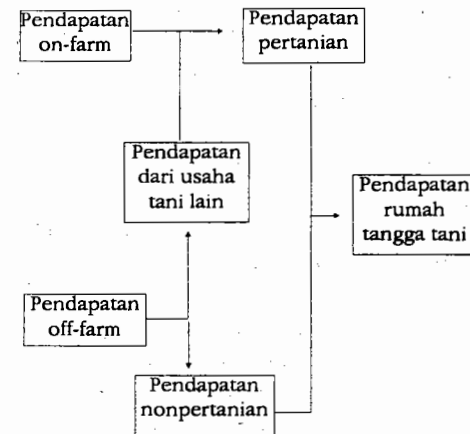 Pendapatan
on-farm
Pendapatan
pertanian
Pendapatan
dari usaha
tani lain
Pendapatan
rumah
tangga tani
Pendapatan
off-farm
Pendapatan
nonpertanian